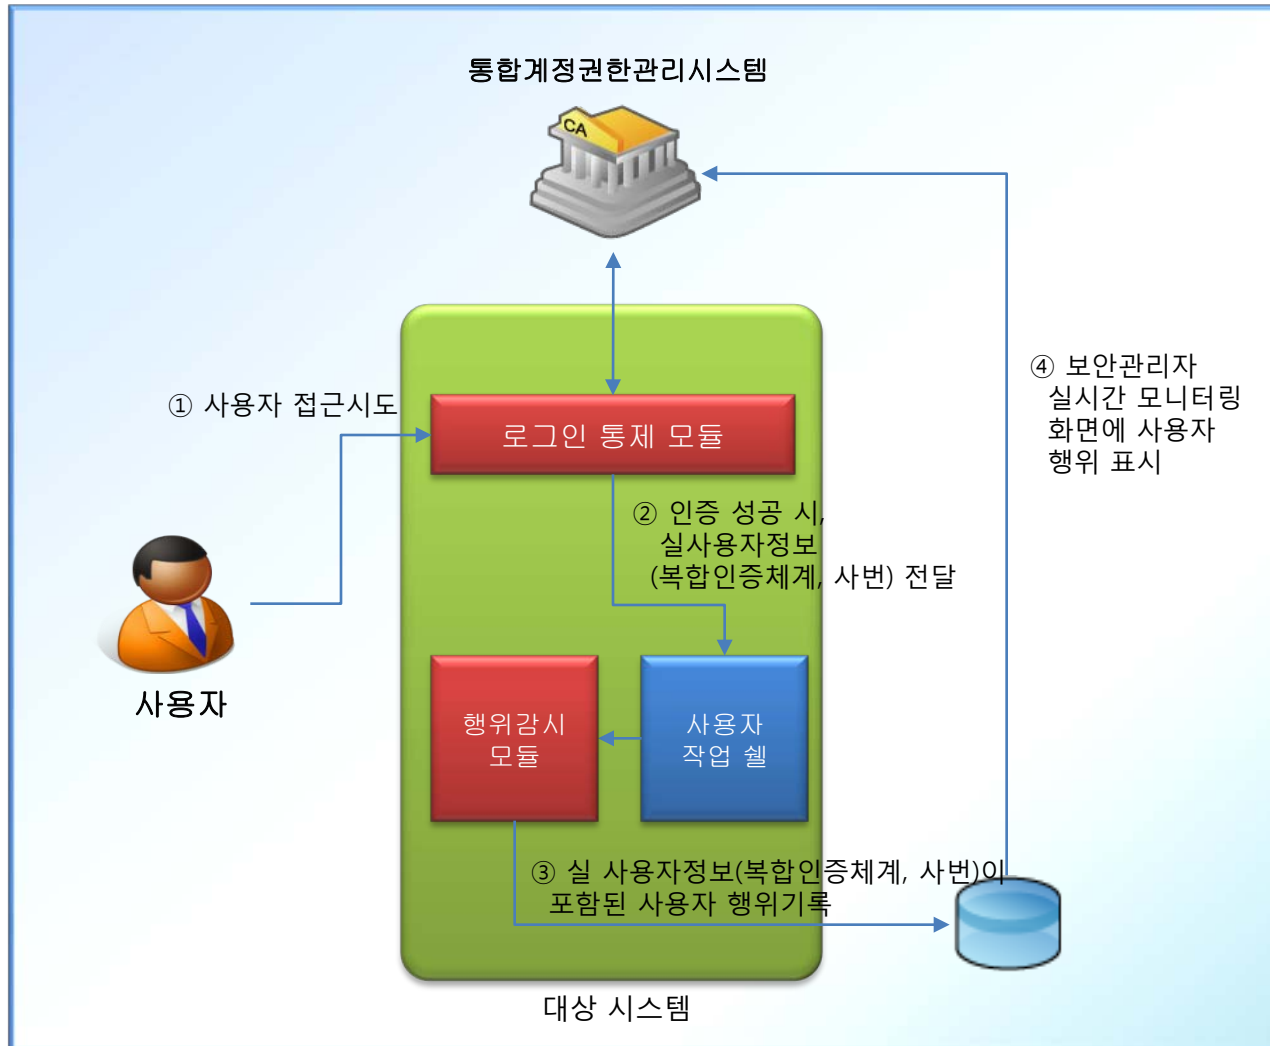 통합계정권한관리시스템
CA
① 사용자 접근시도
로그인 통제 모듈
④ 보안관리자
실시간 모니터링
화면에 사용자
행위 표시
② 인증 성공 시,
실사용자정보
(복합인증체계, 사번) 전달
사용자
행위감시
모듈
사용자
작업 쉘
③ 실 사용자정보(복합인증체계, 사번)이
포함된 사용자 행위기록
대상 시스템